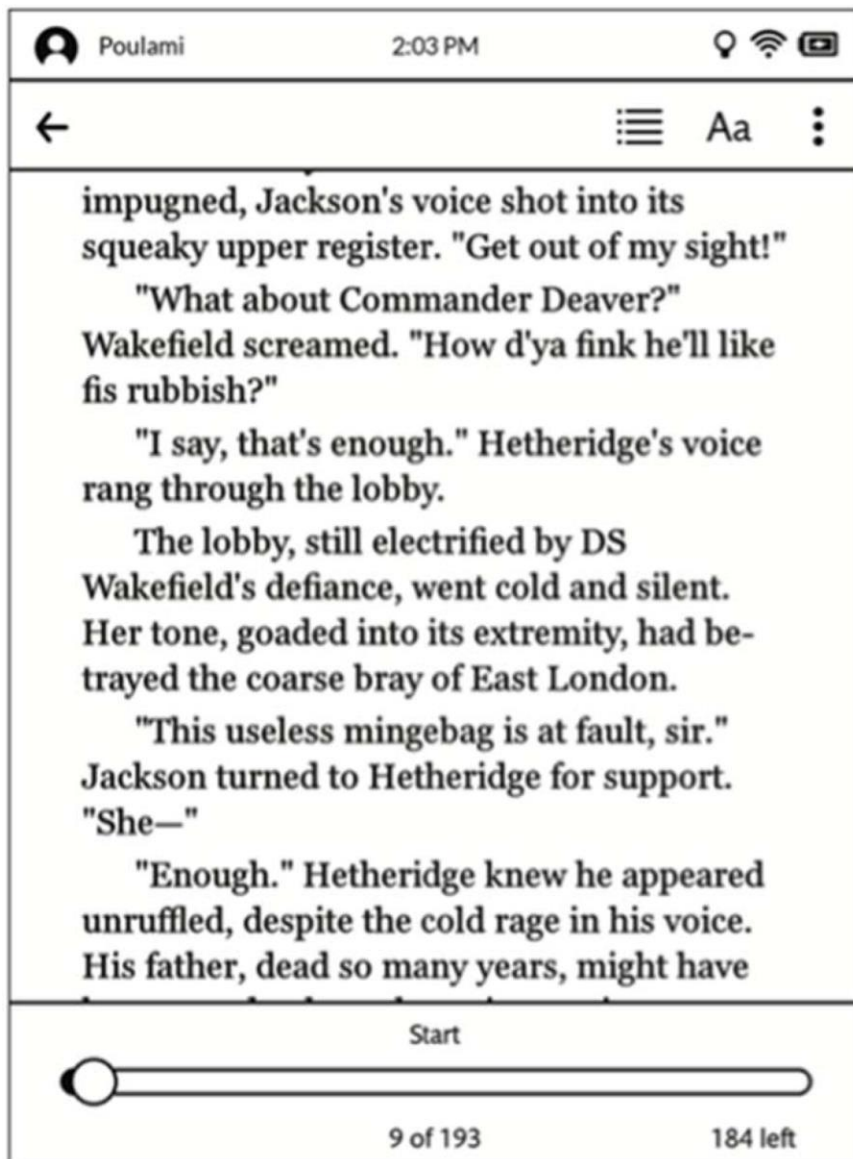 Poulami 2:03 PM
Aa
impugned, Jackson's voice shot into its
squeaky upper register. "Get out of my sight!"
"What about Commander Deaver?"
Wakefield screamed. "How d'ya fink he'll like
fis rubbish?"
"I say, that's enough." Hetheridge's voice
rang through the lobby.
The lobby, still electrified by DS
Wakefield's defiance, went cold and silent.
Her tone, goaded into its extremity, had be-
trayed the coarse bray of East London.
"This useless mingebag is at fault, sir."
Jackson turned to Hetheridge for support.
"She—"
"Enough." Hetheridge knew he appeared
unruffled, despite the cold rage in his voice.
His father, dead so many years, might have
Start
9 of 193 184 left